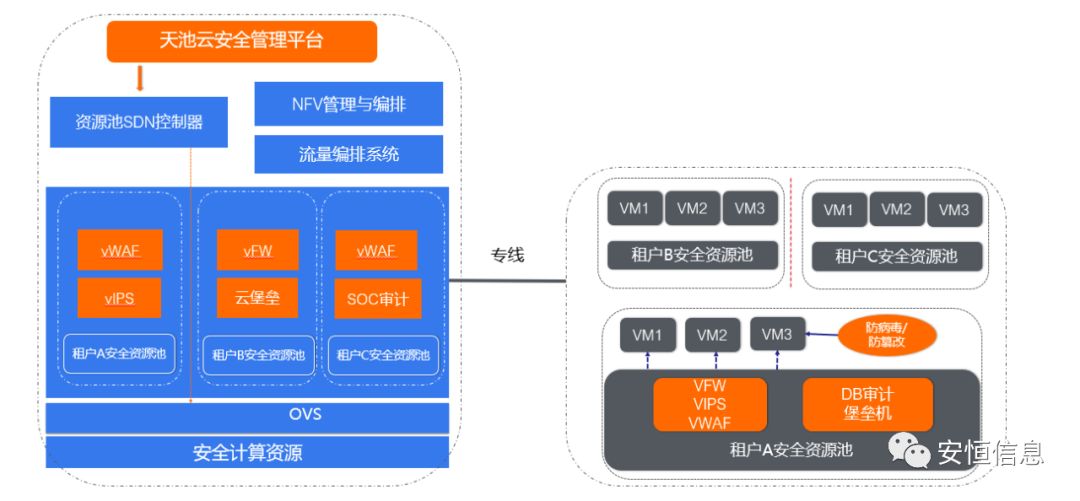 天池云安全管理平台
资源池SDN控制器
NFV管理与编排
流量编排系统
vWAF
vIPS
租户A安全资源池
vFW
云堡垒
租户B安全资源池
vWAF
SOC审计
租户C安全资源池
OVS
安全计算资源
专线
VM1
VM2
VM3
租户B安全资源池
VM1
VM2
VM3
租户C安全资源池
VM1
VM2
VM3
防病毒/
防篡改
VFW
VIPS
VWAF
DB审计
堡垒机
租户A安全资源池
安恒信息